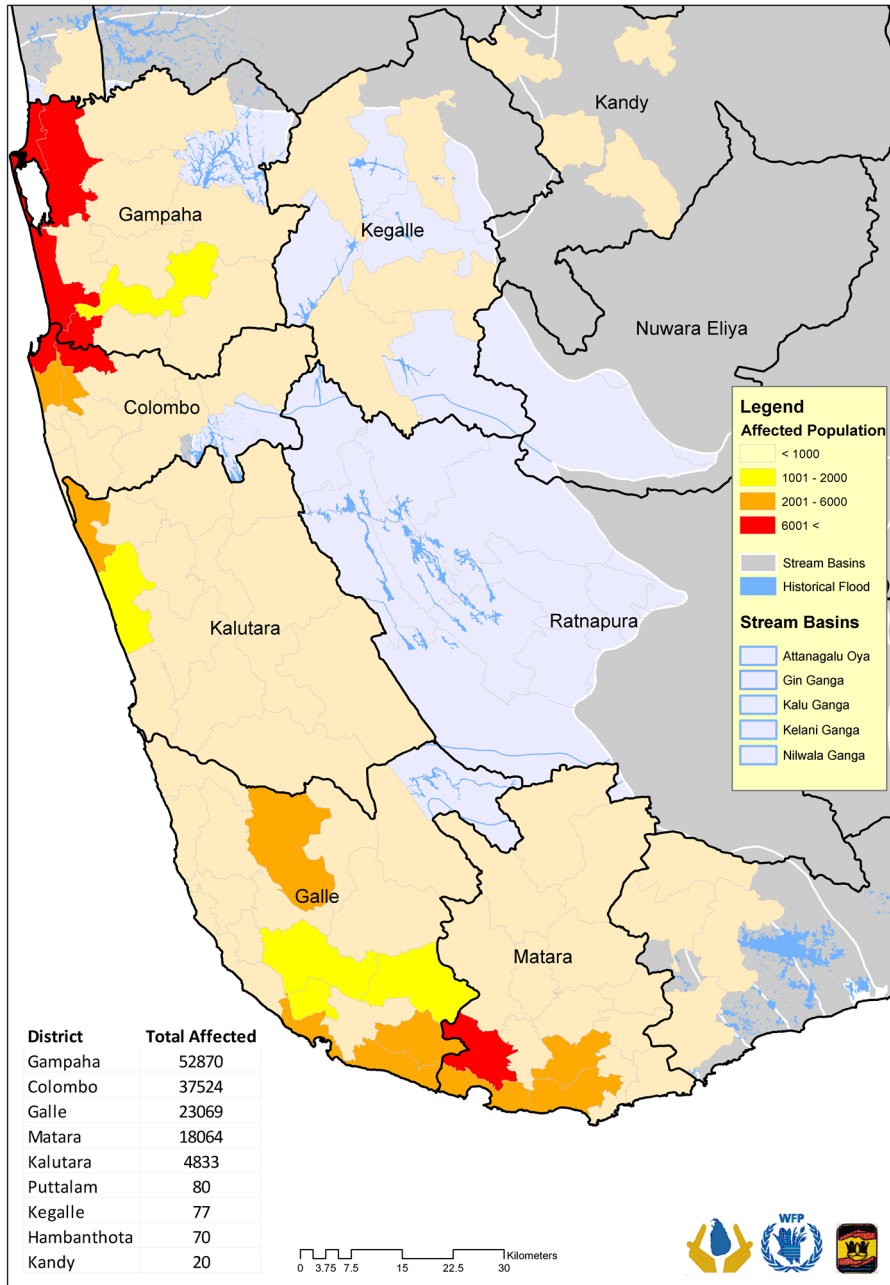 Kandy
Gampaha
Kegalle
Nuwara Eliya
Colombo
Legend
Affected Population
< 1000
1001 - 2000
2001 - 6000
6001 <
Stream Basins
Historical Flood
Stream Basins
Attanagalu Oya
Gin Ganga
Kalu Ganga
Kelani Ganga
Nilwala Ganga
Kalutara
Ratnapura
Galle
Matara
District Total Affected
Gampaha 52870
Colombo 37524
Galle 23069
Matara 18064
Kalutara 4833
Puttalam 80
Kegalle 77
Hambanthota 70
Kandy 20
Kilometers
0 3.75 7.5 15 22.5 30
WFP